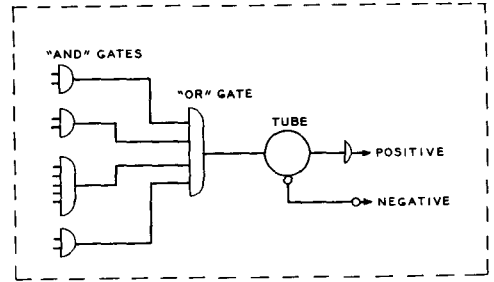 "AND" GATES
"OR" GATE
TUBE
POSITIVE
NEGATIVE